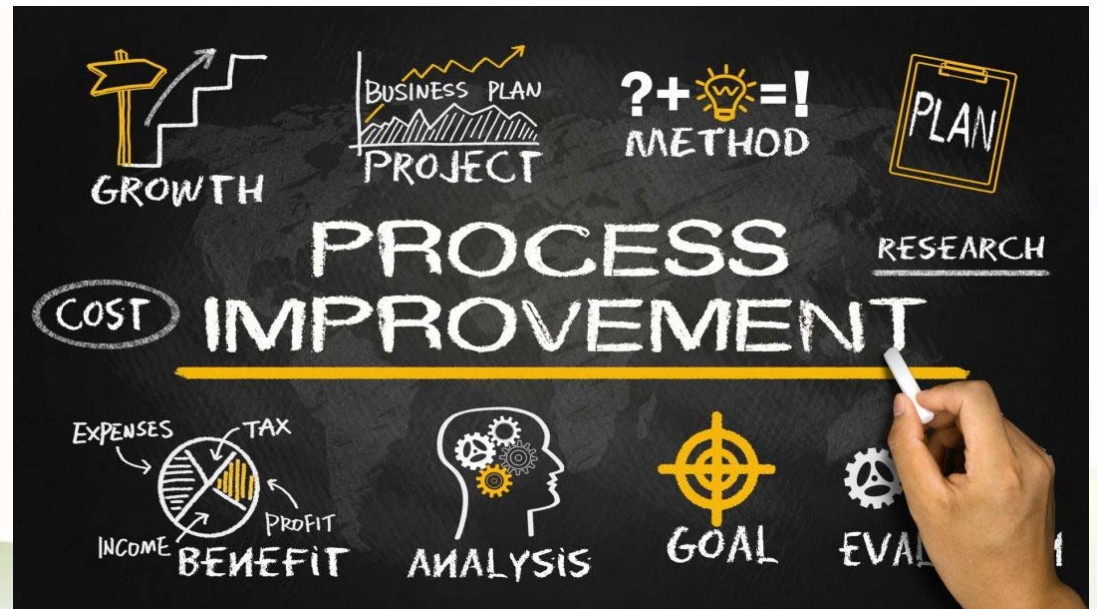 GROWTH
BUSINESS PLAN
PROJECT
?+ =!
METHOD
PLAN
PROCESS
IMPROVEMENT
RESEARCH
COST
EXPENSES
TAX
INCOME
PROFIT
BENEFIT
ANALYSIS
GOAL